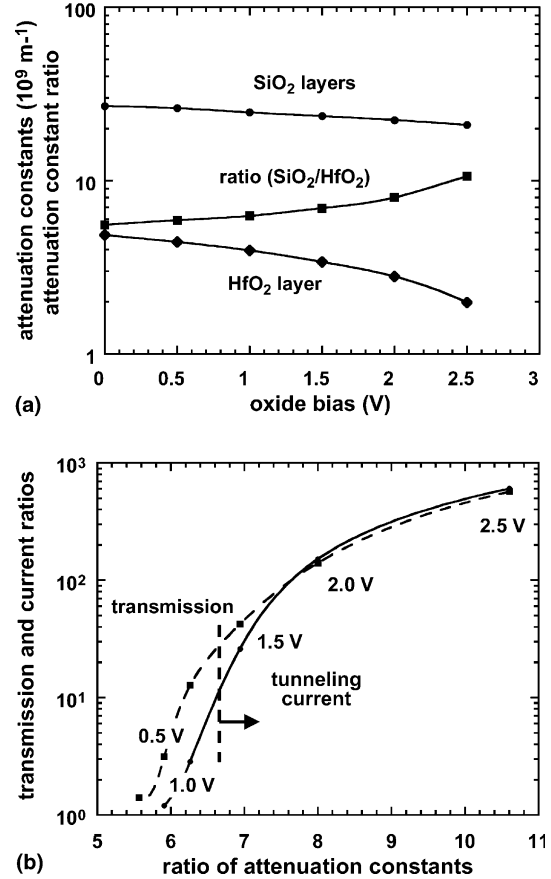 100
SiO₂ layers
ratio (SiO₂/HfO₂)
10
HfO₂ layer
1
0 0.5 1 1.5 2 2.5 3
oxide bias (V)
attenuation constants (10⁹ m-¹)
attenuation constant ratio
(a)
10³
2.5 V
10²
2.0 V
transmission
1.5 V
tunneling
current
10¹
0.5 V
1.0 V
10⁰
5 6 7 8 9 10 11
ratio of attenuation constants
transmission and current ratios
(b)